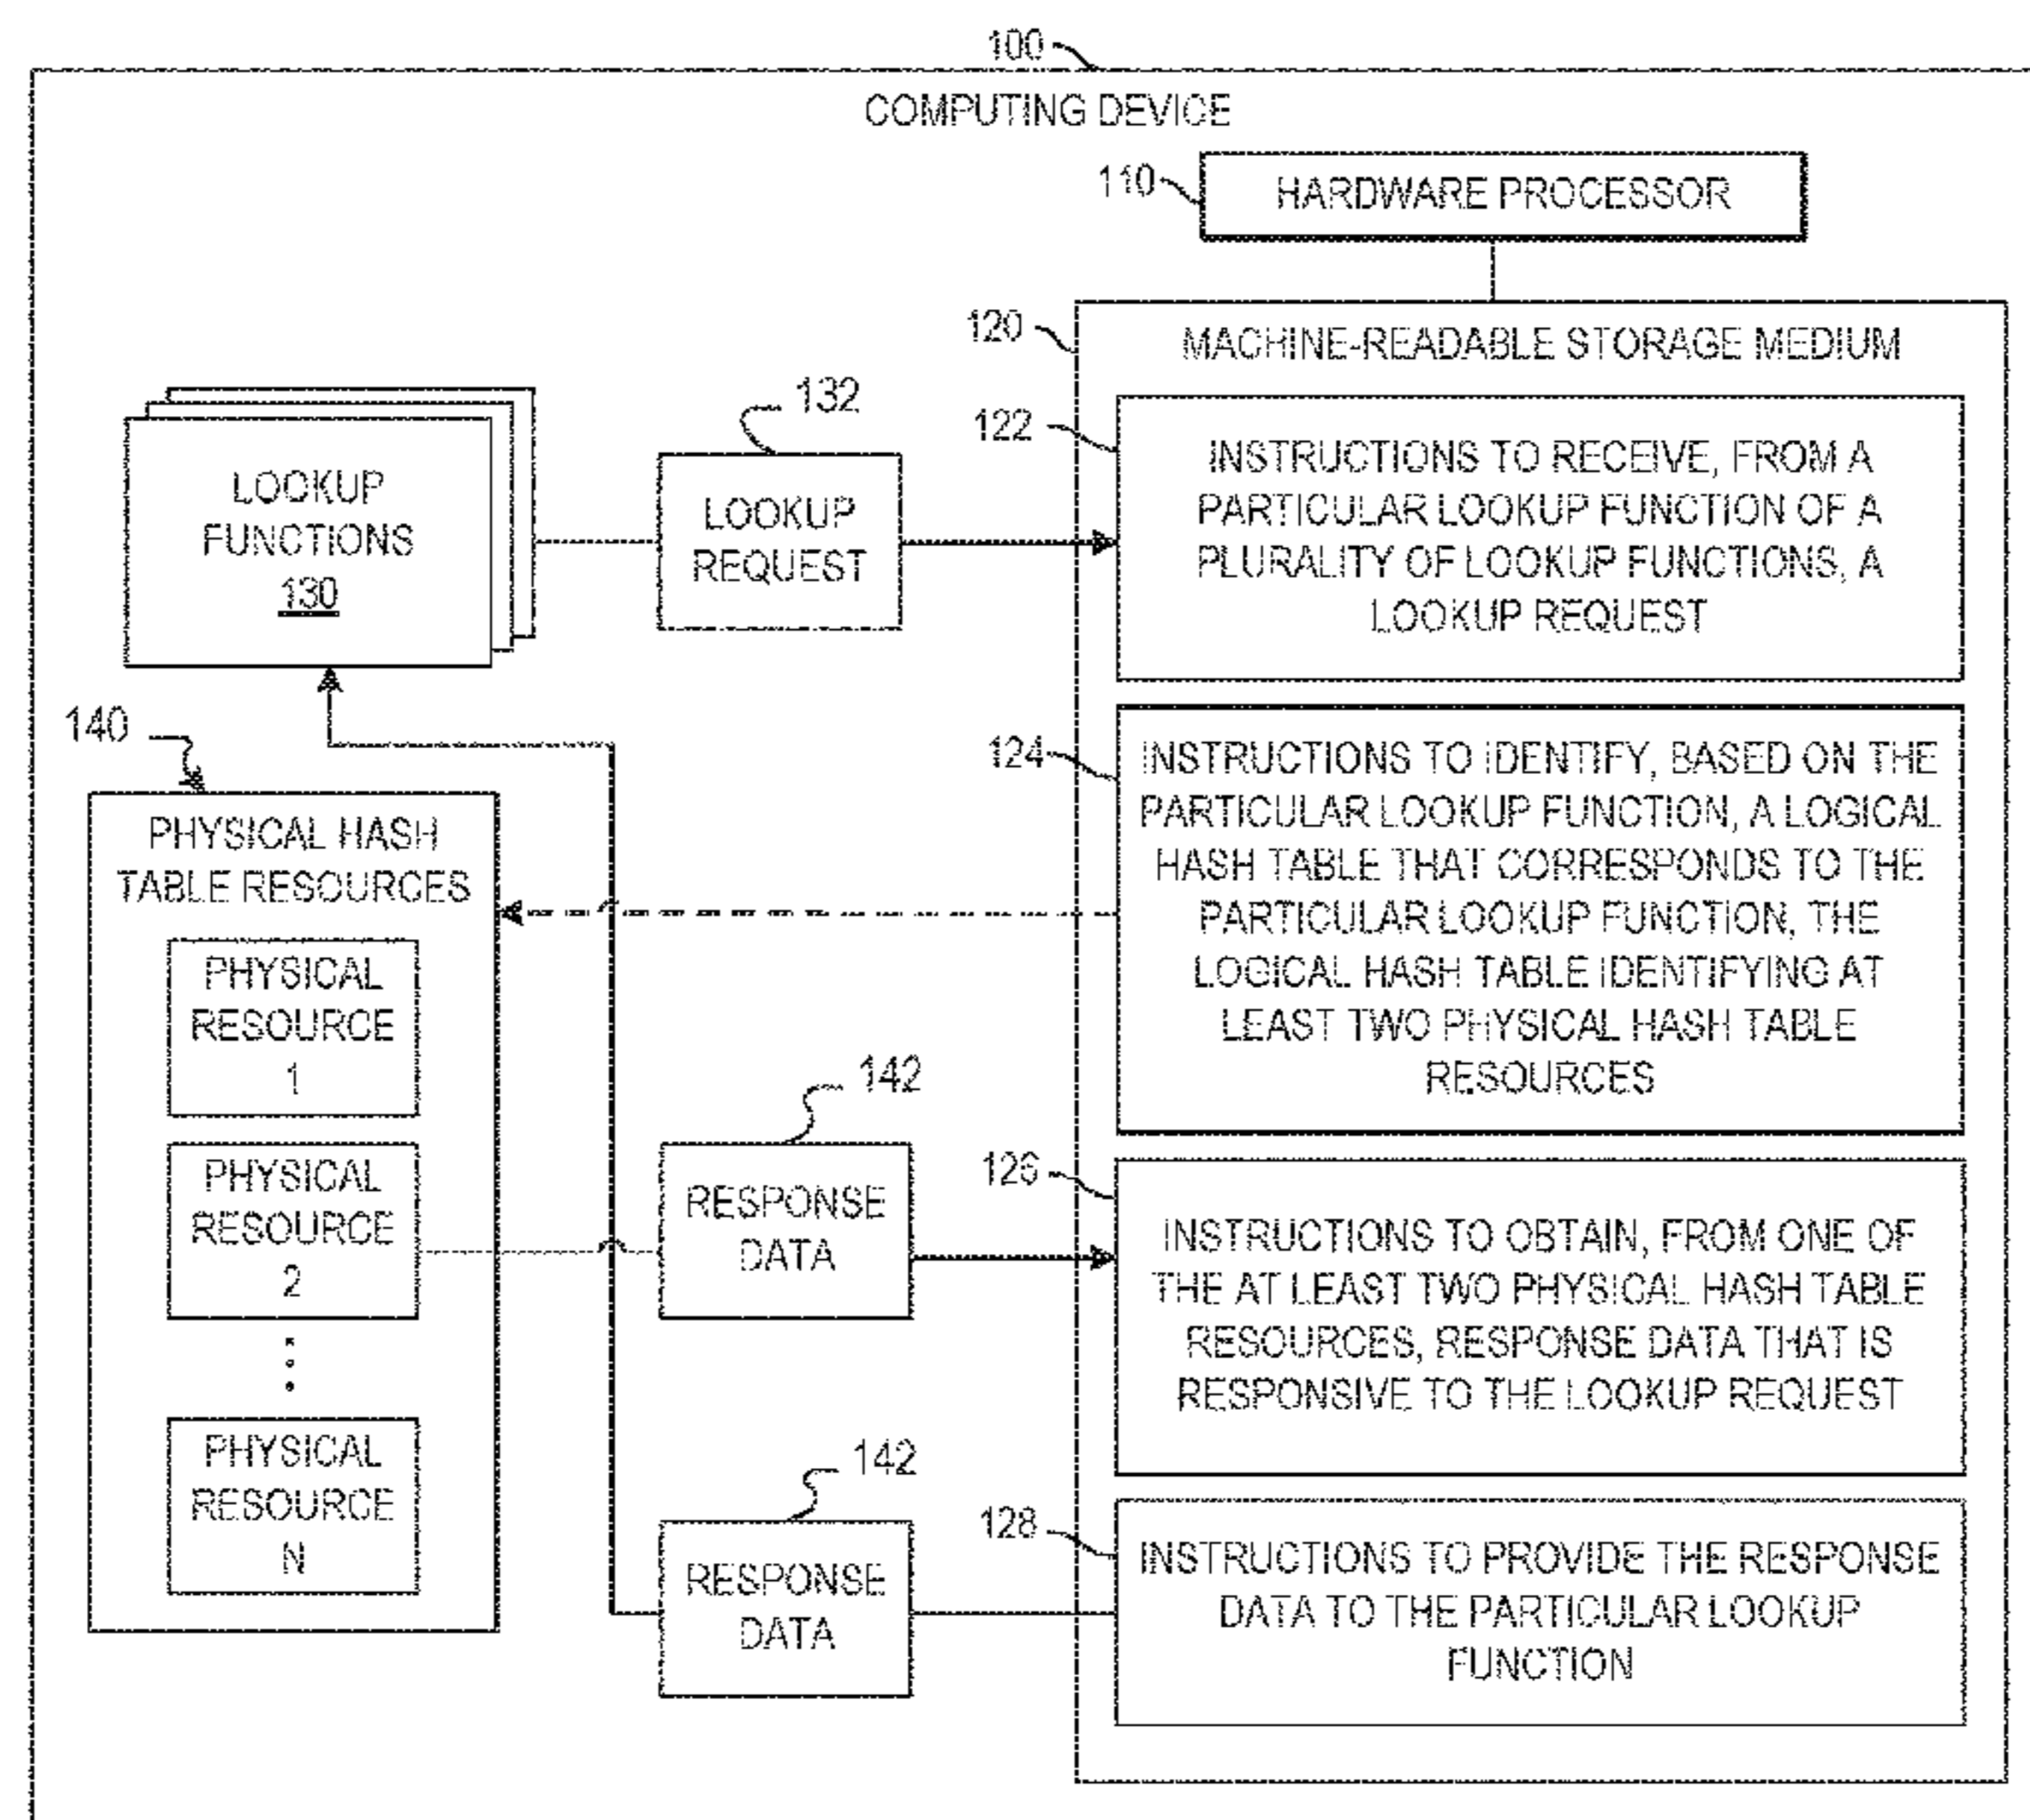 100
COMPUTING DEVICE
110
HARDWARE PROCESSOR
120
MACHINE-READABLE STORAGE MEDIUM
LOOKUP
FUNCTIONS
130
132
LOOKUP
REQUEST
122
INSTRUCTIONS TO RECEIVE, FROM A
PARTICULAR LOOKUP FUNCTION OF A
PLURALITY OF LOOKUP FUNCTIONS, A
LOOKUP REQUEST
140
PHYSICAL HASH
TABLE RESOURCES
PHYSICAL
RESOURCE
1
PHYSICAL
RESOURCE
2
PHYSICAL
RESOURCE
N
124
INSTRUCTIONS TO IDENTIFY, BASED ON THE
PARTICULAR LOOKUP FUNCTION, A LOGICAL
HASH TABLE THAT CORRESPONDS TO THE
PARTICULAR LOOKUP FUNCTION, THE
LOGICAL HASH TABLE IDENTIFYING AT
LEAST TWO PHYSICAL HASH TABLE
RESOURCES
142
RESPONSE
DATA
126
INSTRUCTIONS TO OBTAIN, FROM ONE OF
THE AT LEAST TWO PHYSICAL HASH TABLE
RESOURCES, RESPONSE DATA THAT IS
RESPONSIVE TO THE LOOKUP REQUEST
142
RESPONSE
DATA
128
INSTRUCTIONS TO PROVIDE THE RESPONSE
DATA TO THE PARTICULAR LOOKUP
FUNCTION